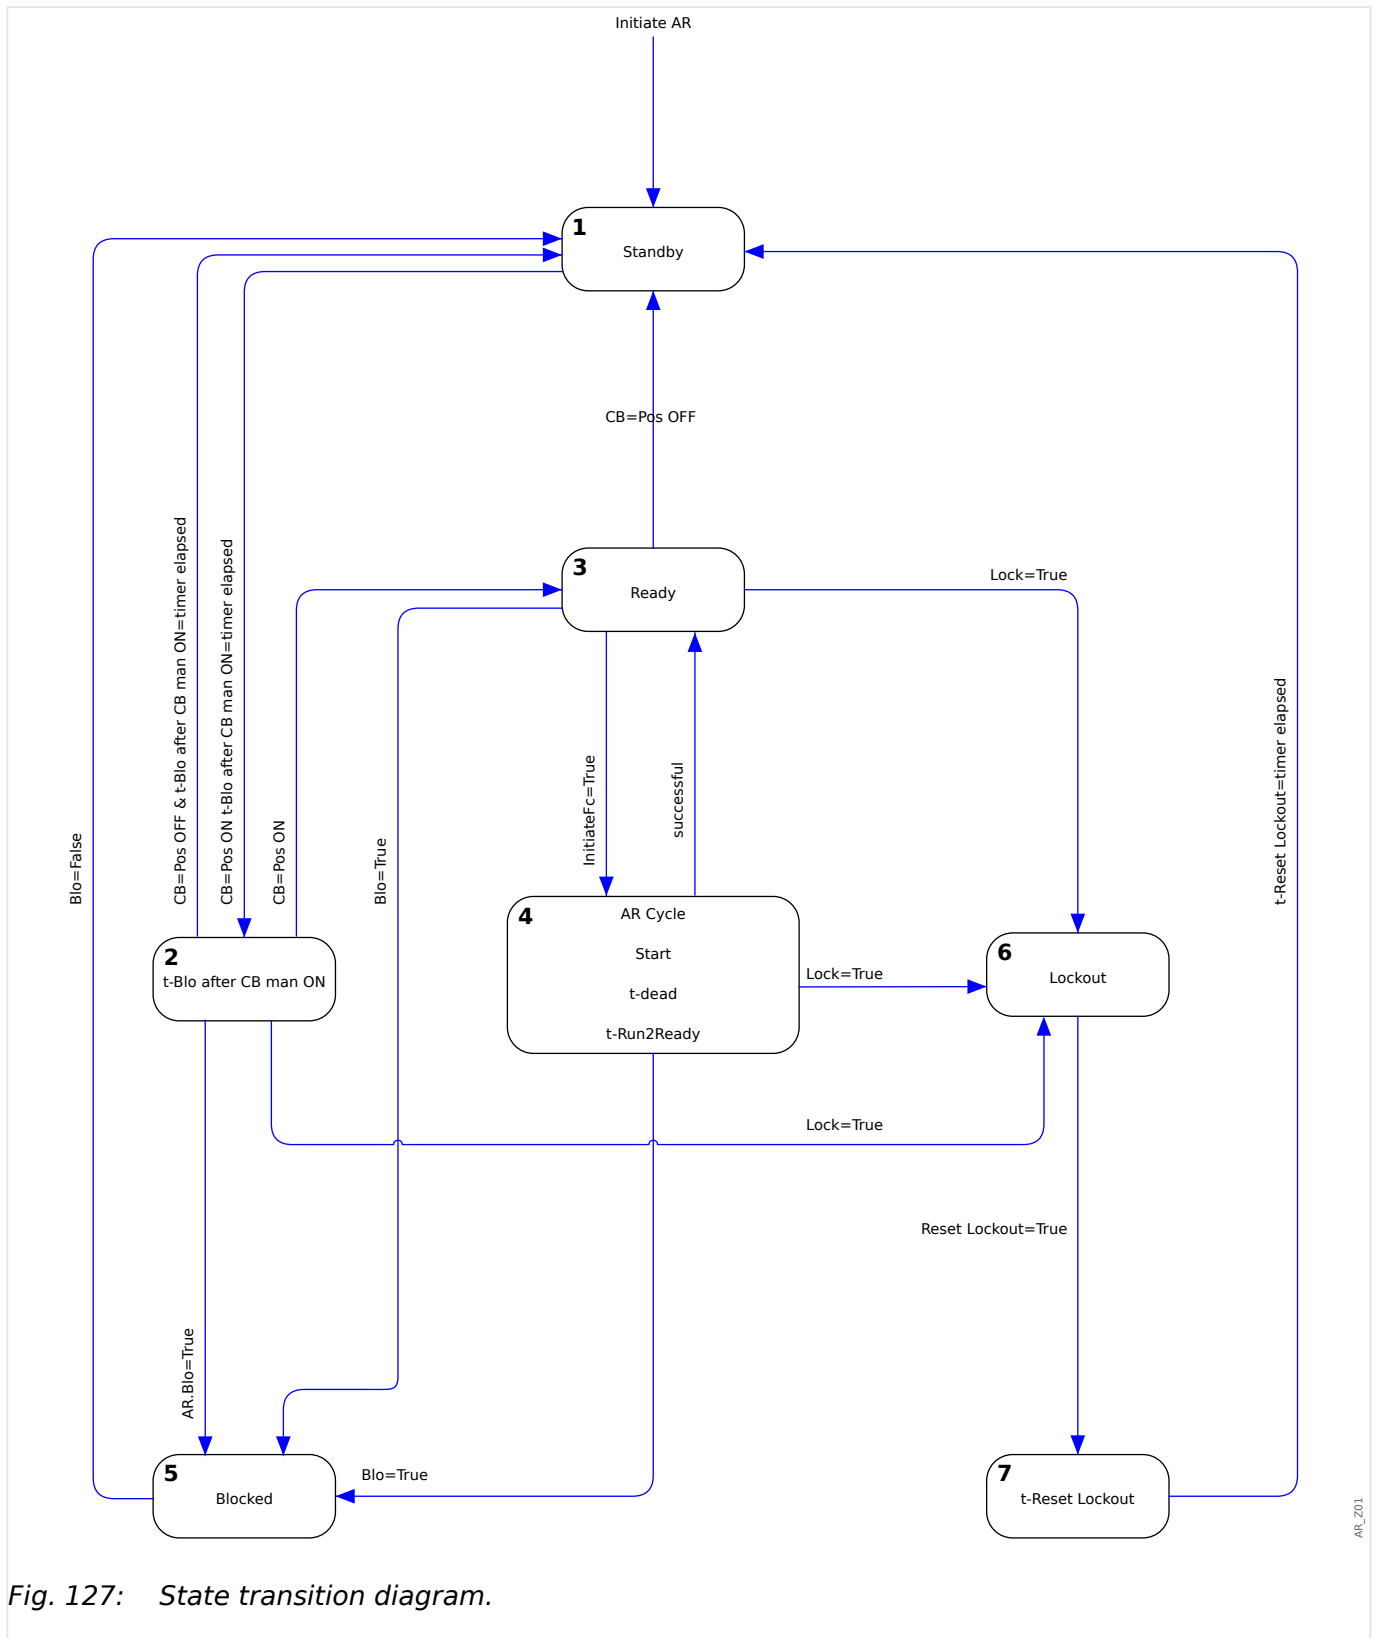 Initiate AR
1
Standby
CB=Pos OFF
CB=Pos OFF & t-Blo after CB man ON=timer elapsed
CB=Pos ON t-Blo after CB man ON=timer elapsed
3
Ready
Lock=True
t-Reset Lockout=timer elapsed
Blo=False
CB=Pos ON
Blo=True
InitiateFc=True
successful
4
AR Cycle
Start
t-dead
t-Run2Ready
2
t-Blo after CB man ON
Lock=True
6
Lockout
Lock=True
Reset Lockout=True
AR.Blo=True
5
Blocked
Blo=True
7
t-Reset Lockout
AR_Z01
Fig. 127: State transition diagram.